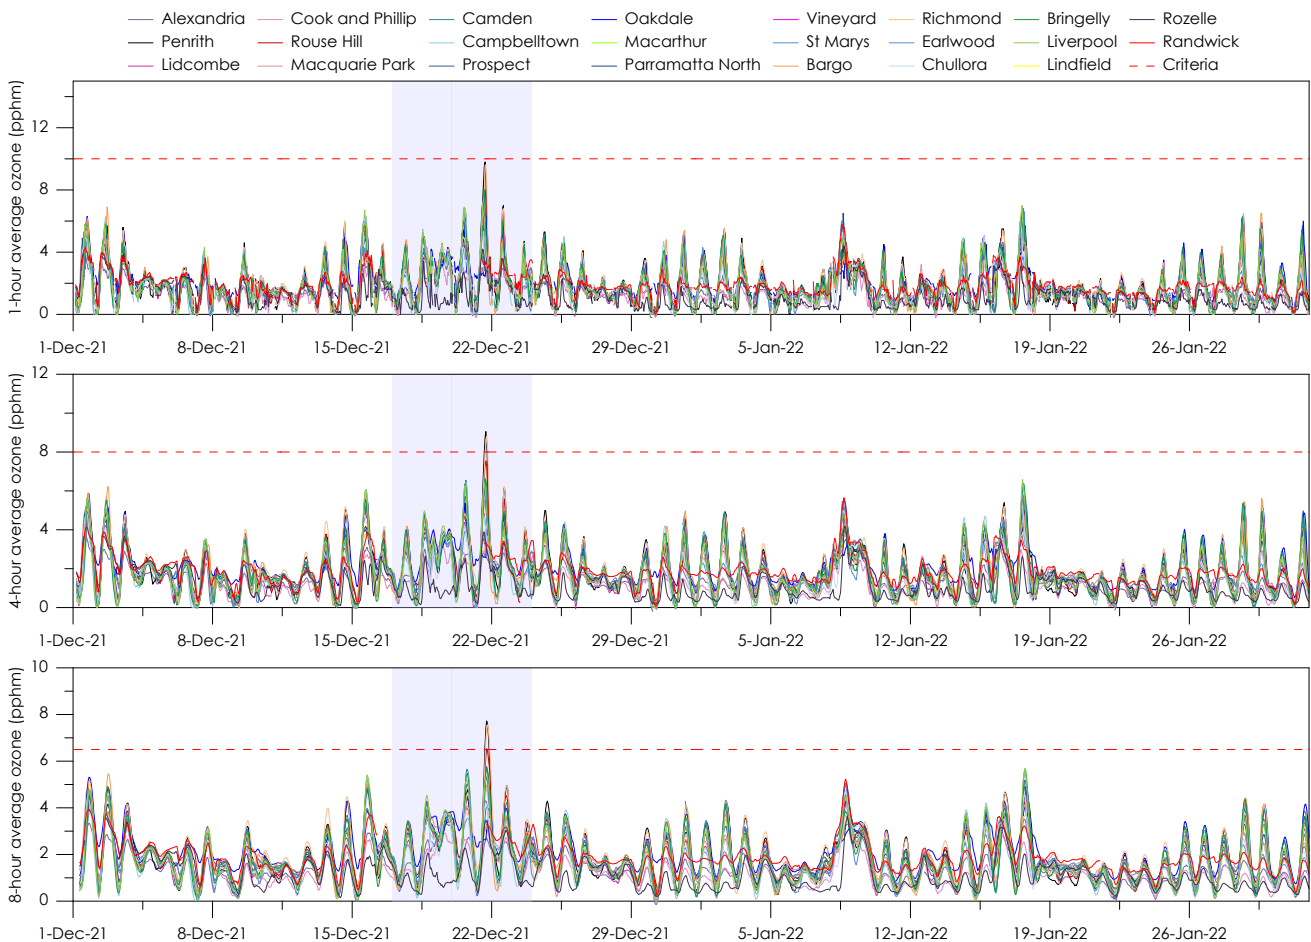 Alexandria Cook and Phillip Camden Oakdale Vineyard Richmond Bringelly Rozelle
Penrith Rouse Hill Campbelltown Macarthur St Marys Earlwood Liverpool Randwick
Lidcombe Macquarie Park Prospect Parramatta North Bargo Chullora Lindfield Criteria
1-hour average ozone (pphm)
12
8
4
0
1-Dec-21 8-Dec-21 15-Dec-21 22-Dec-21 29-Dec-21 5-Jan-22 12-Jan-22 19-Jan-22 26-Jan-22
4-hour average ozone (pphm)
12
8
4
0
1-Dec-21 8-Dec-21 15-Dec-21 22-Dec-21 29-Dec-21 5-Jan-22 12-Jan-22 19-Jan-22 26-Jan-22
8-hour average ozone (pphm)
10
8
6
4
2
0
1-Dec-21 8-Dec-21 15-Dec-21 22-Dec-21 29-Dec-21 5-Jan-22 12-Jan-22 19-Jan-22 26-Jan-22